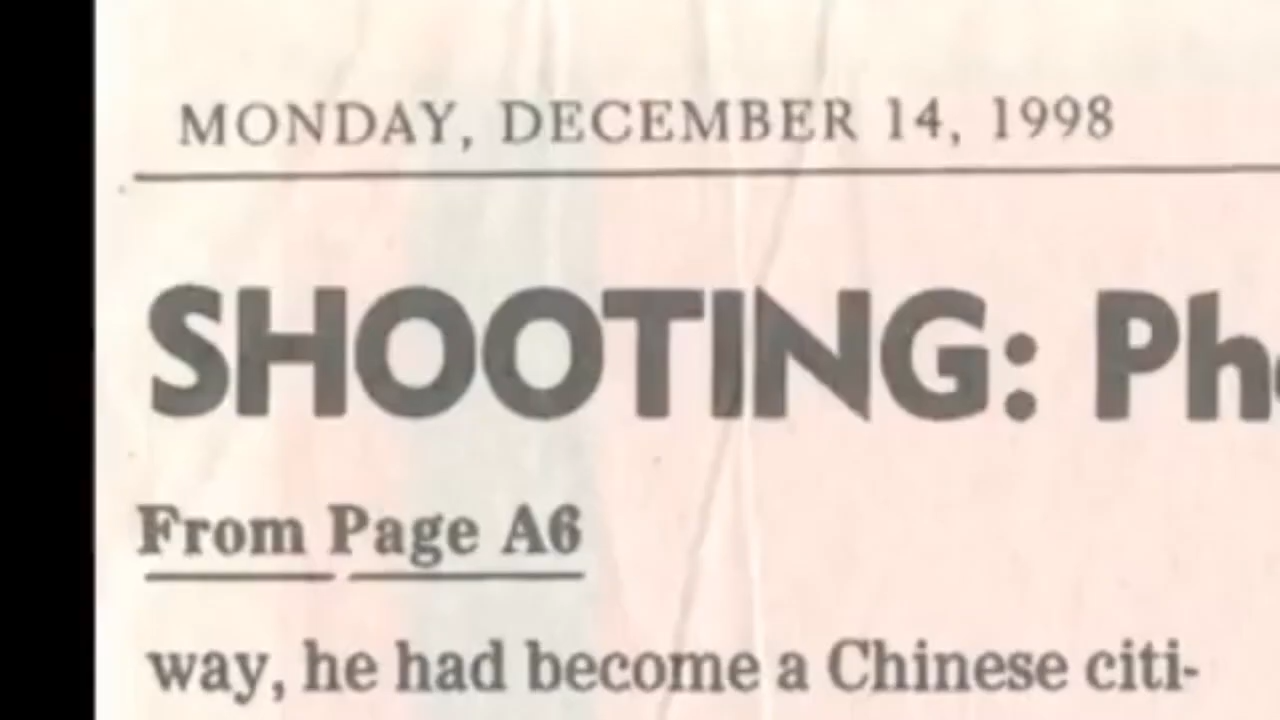 MONDAY, DECEMBER 14, 1998
SHOOTING:
From Page A6
way, he had become a Chinese citi-